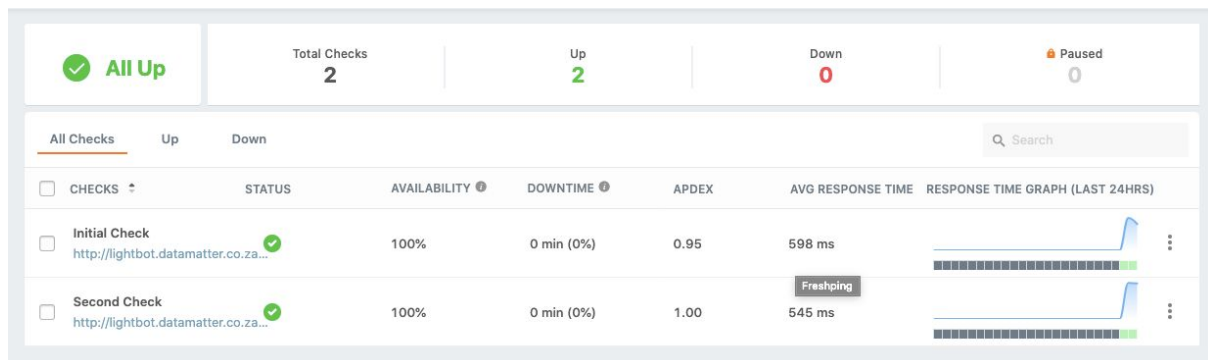 All Up
Total Checks
2
Up
2
Down
0
Paused
0
All Checks Up Down
Search
CHECKS STATUS AVAILABILITY DOWNTIME APDEX AVG RESPONSE TIME RESPONSE TIME GRAPH (LAST 24HRS)
Initial Check
http://lightbot.datamatter.co.za... 100% 0 min (0%) 0.95 598 ms
Freshping
Second Check
http://lightbot.datamatter.co.za... 100% 0 min (0%) 1.00 545 ms